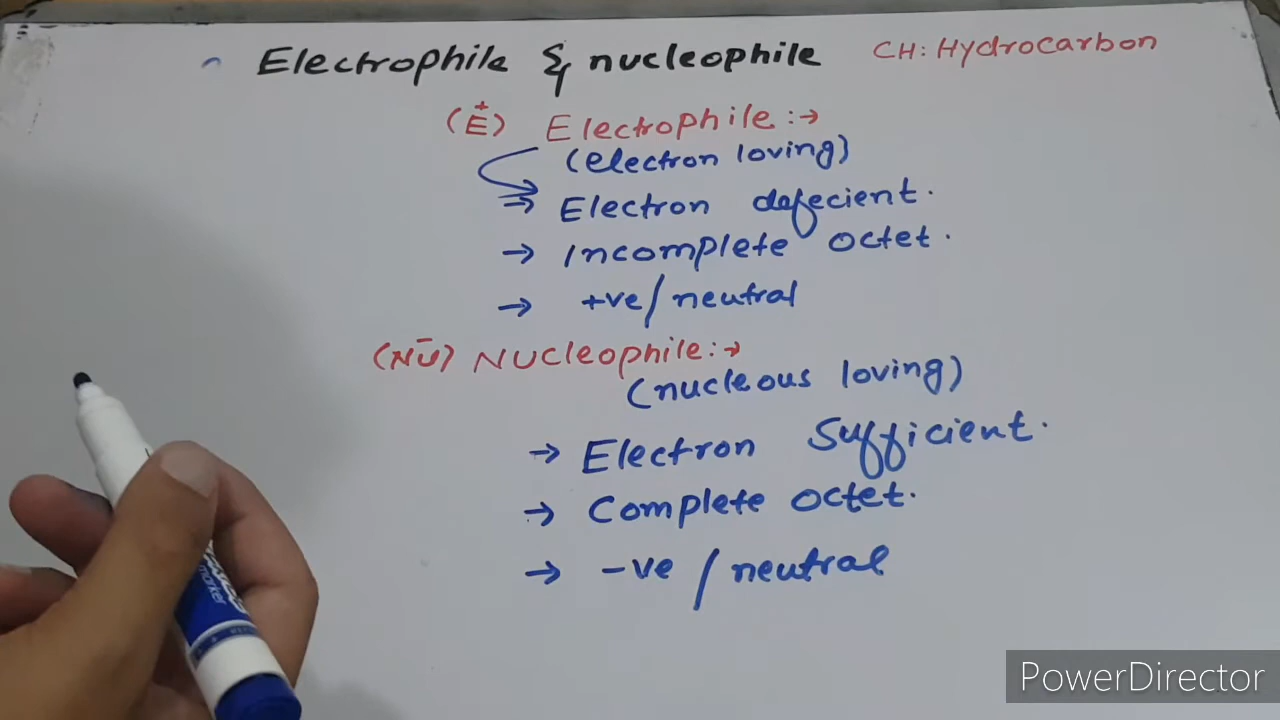 Electrophile & nucleophile CH: Hydrocarbon
(E⁺) Electrophile :→
(electron loving)
⇒ Electron defecient.
→ Incomplete octet.
→ +ve/neutral
(NU⁻) Nucleophile :→
(nucleous loving)
→ Electron Sufficient.
→ Complete octet.
→ -ve / neutral
marker
PowerDirector